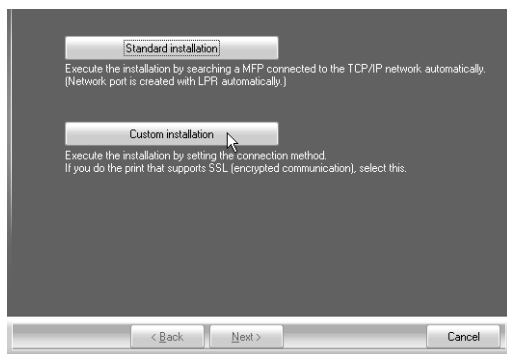 Standard installation
Execute the installation by searching a MFP connected to the TCP/IP network automatically.
(Network port is created with LPR automatically.)
Custom installation
Execute the installation by setting the connection method.
If you do the print that supports SSL (encrypted communication), select this.
< Back Next > Cancel